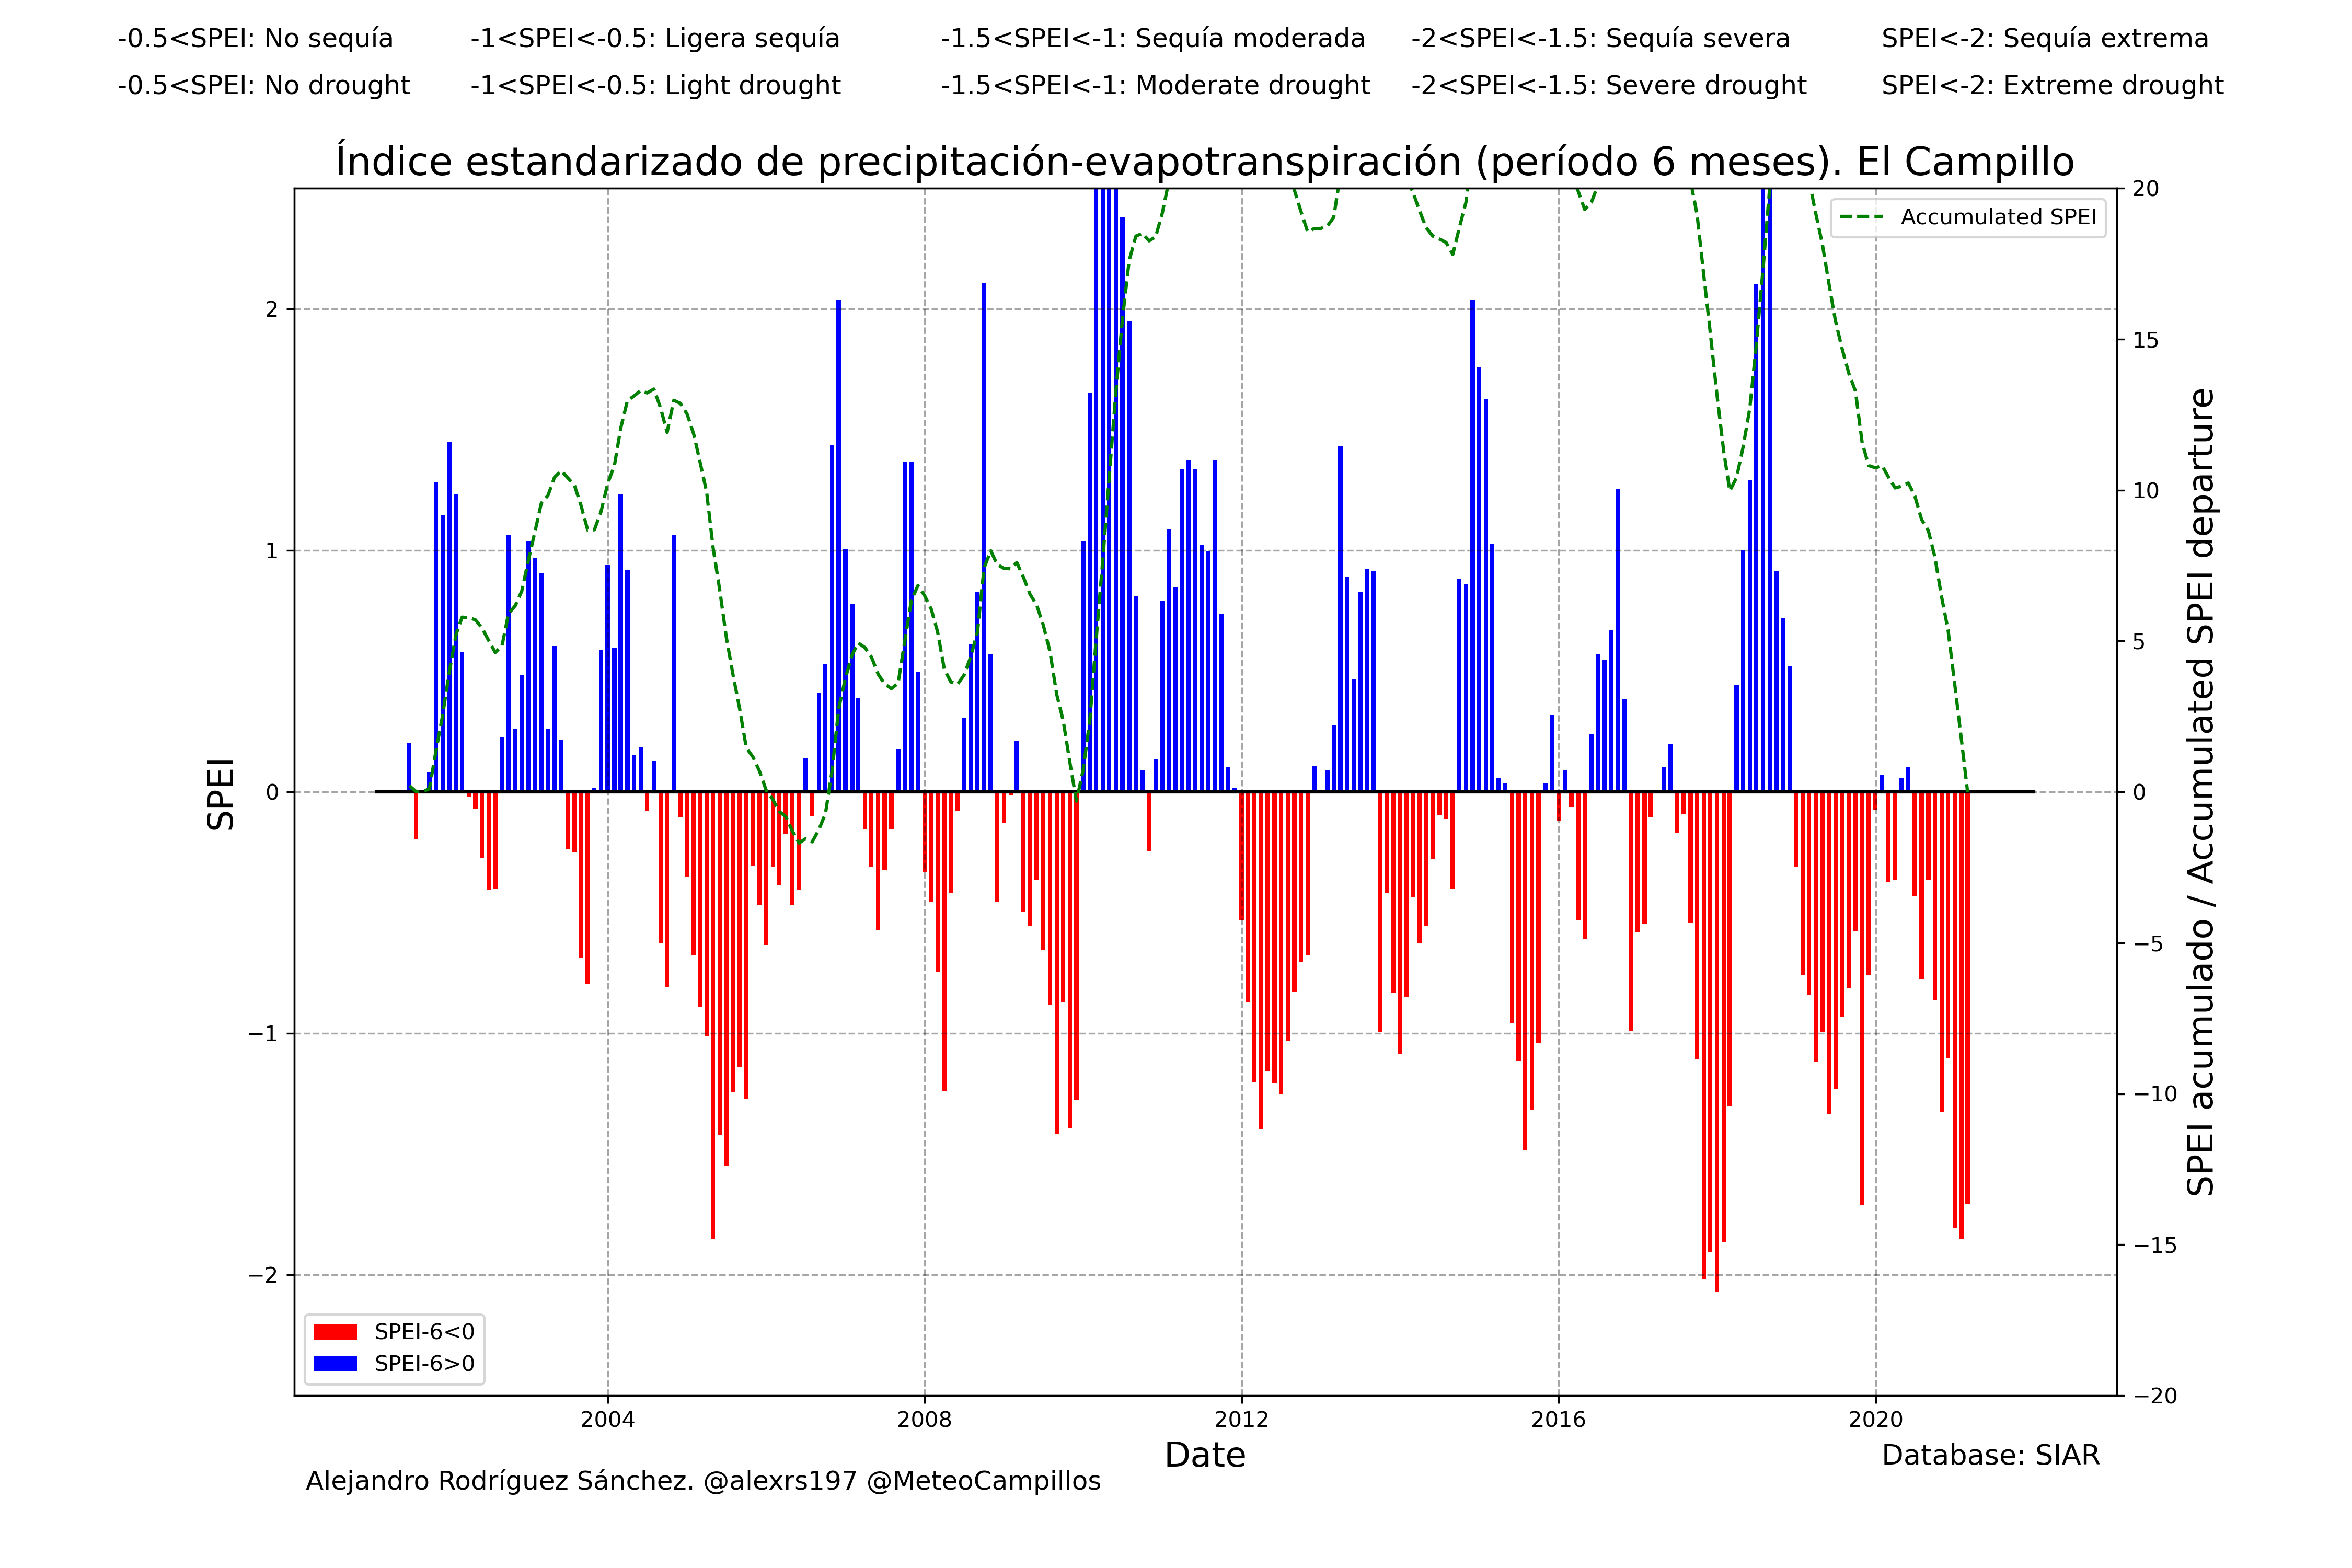 -0.5<SPEI: No sequía -1<SPEI<-0.5: Ligera sequía -1.5<SPEI<-1: Sequía moderada -2<SPEI<-1.5: Sequía severa SPEI<-2: Sequía extrema
-0.5<SPEI: No drought -1<SPEI<-0.5: Light drought -1.5<SPEI<-1: Moderate drought -2<SPEI<-1.5: Severe drought SPEI<-2: Extreme drought
Índice estandarizado de precipitación-evapotranspiración (período 6 meses). El Campillo
SPEI
2
1
0
−1
−2
Accumulated SPEI
20
15
10
5
0
−5
−10
−15
−20
SPEI acumulado / Accumulated SPEI departure
SPEI-6<0
SPEI-6>0
2004 2008 2012 2016 2020
Date
Database: SIAR
Alejandro Rodríguez Sánchez. @alexrs197 @MeteoCampillos